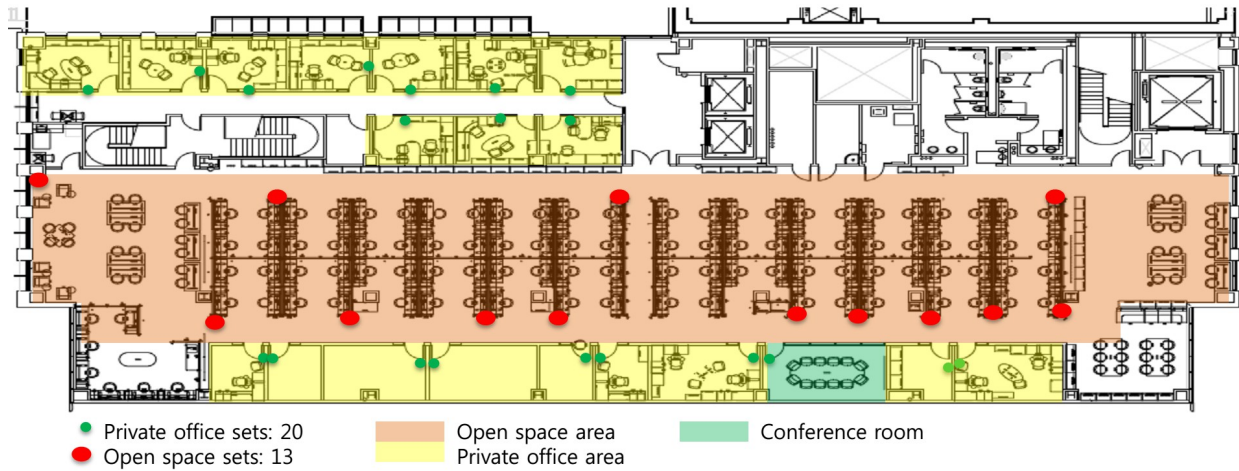 Private office sets: 20
Open space area
Conference room
Open space sets: 13
Private office area